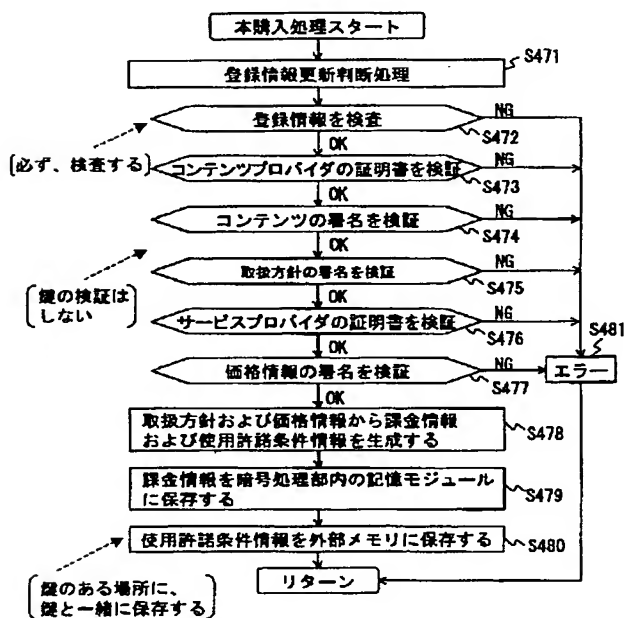 本購入処理スタート
登録情報更新判断処理
S471
登録情報を検査
NG
S472
OK
〔必ず、検査する〕
コンテンツプロバイダの証明書を検証
NG
S473
OK
コンテンツの署名を検証
NG
S474
OK
鍵の検証は
しない
取扱方針の署名を検証
NG
S475
OK
サービスプロバイダの証明書を検証
NG
S476
OK
価格情報の署名を検証
NG
S477
S481
エラー
OK
取扱方針および価格情報から課金情報
および使用許諾条件情報を生成する
S478
課金情報を暗号処理部内の記憶モジュール
に保存する
S479
使用許諾条件情報を外部メモリに保存する
S480
鍵のある場所に、
鍵と一緒に保存する
リターン